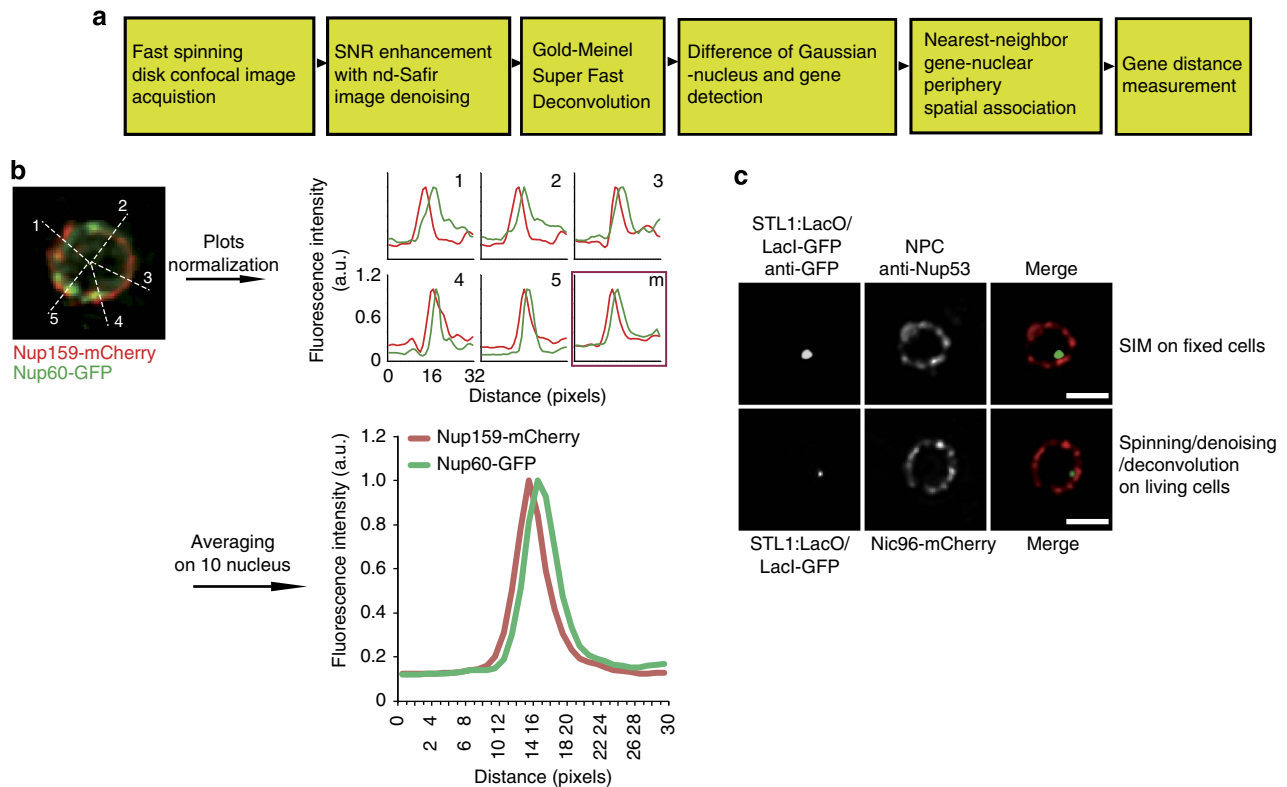 a
Fast spinning
disk confocal image
acquistion
SNR enhancement
with nd-Safir
image denoising
Gold-Meinel
Super Fast
Deconvolution
Difference of Gaussian
-nucleus and gene
detection
Nearest-neighbor
gene-nuclear
periphery
spatial association
Gene distance
measurement
b
1
2
3
4
5
Nup159-mCherry
Nup60-GFP
Plots
normalization
Fluorescence intensity
(a.u.)
1
2
3
1.2
0.6
0
4
5
m
0 16 32
Distance (pixels)
Averaging
on 10 nucleus
Fluorescence intensity (a.u.)
1.2
1.0
0.8
0.6
0.4
0.2
0
Nup159-mCherry
Nup60-GFP
0 2 4 6 8 10 12 14 16 18 20 22 24 26 28 30
Distance (pixels)
c
STL1:LacO/
LacI-GFP
anti-GFP
NPC
anti-Nup53
Merge
SIM on fixed cells
Spinning/denoising
/deconvolution
on living cells
STL1:LacO/
LacI-GFP
Nic96-mCherry
Merge